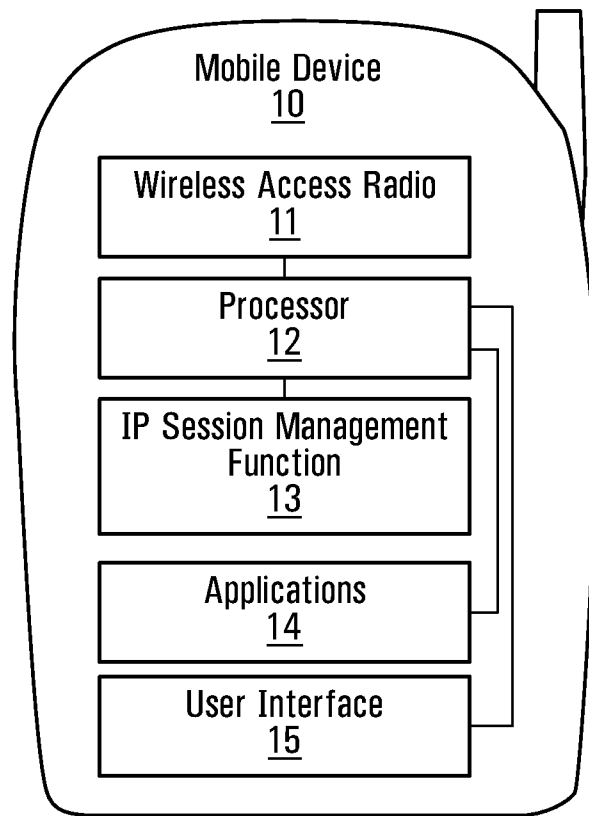 Mobile Device
10
Wireless Access Radio
11
Processor
12
IP Session Management
Function
13
Applications
14
User Interface
15